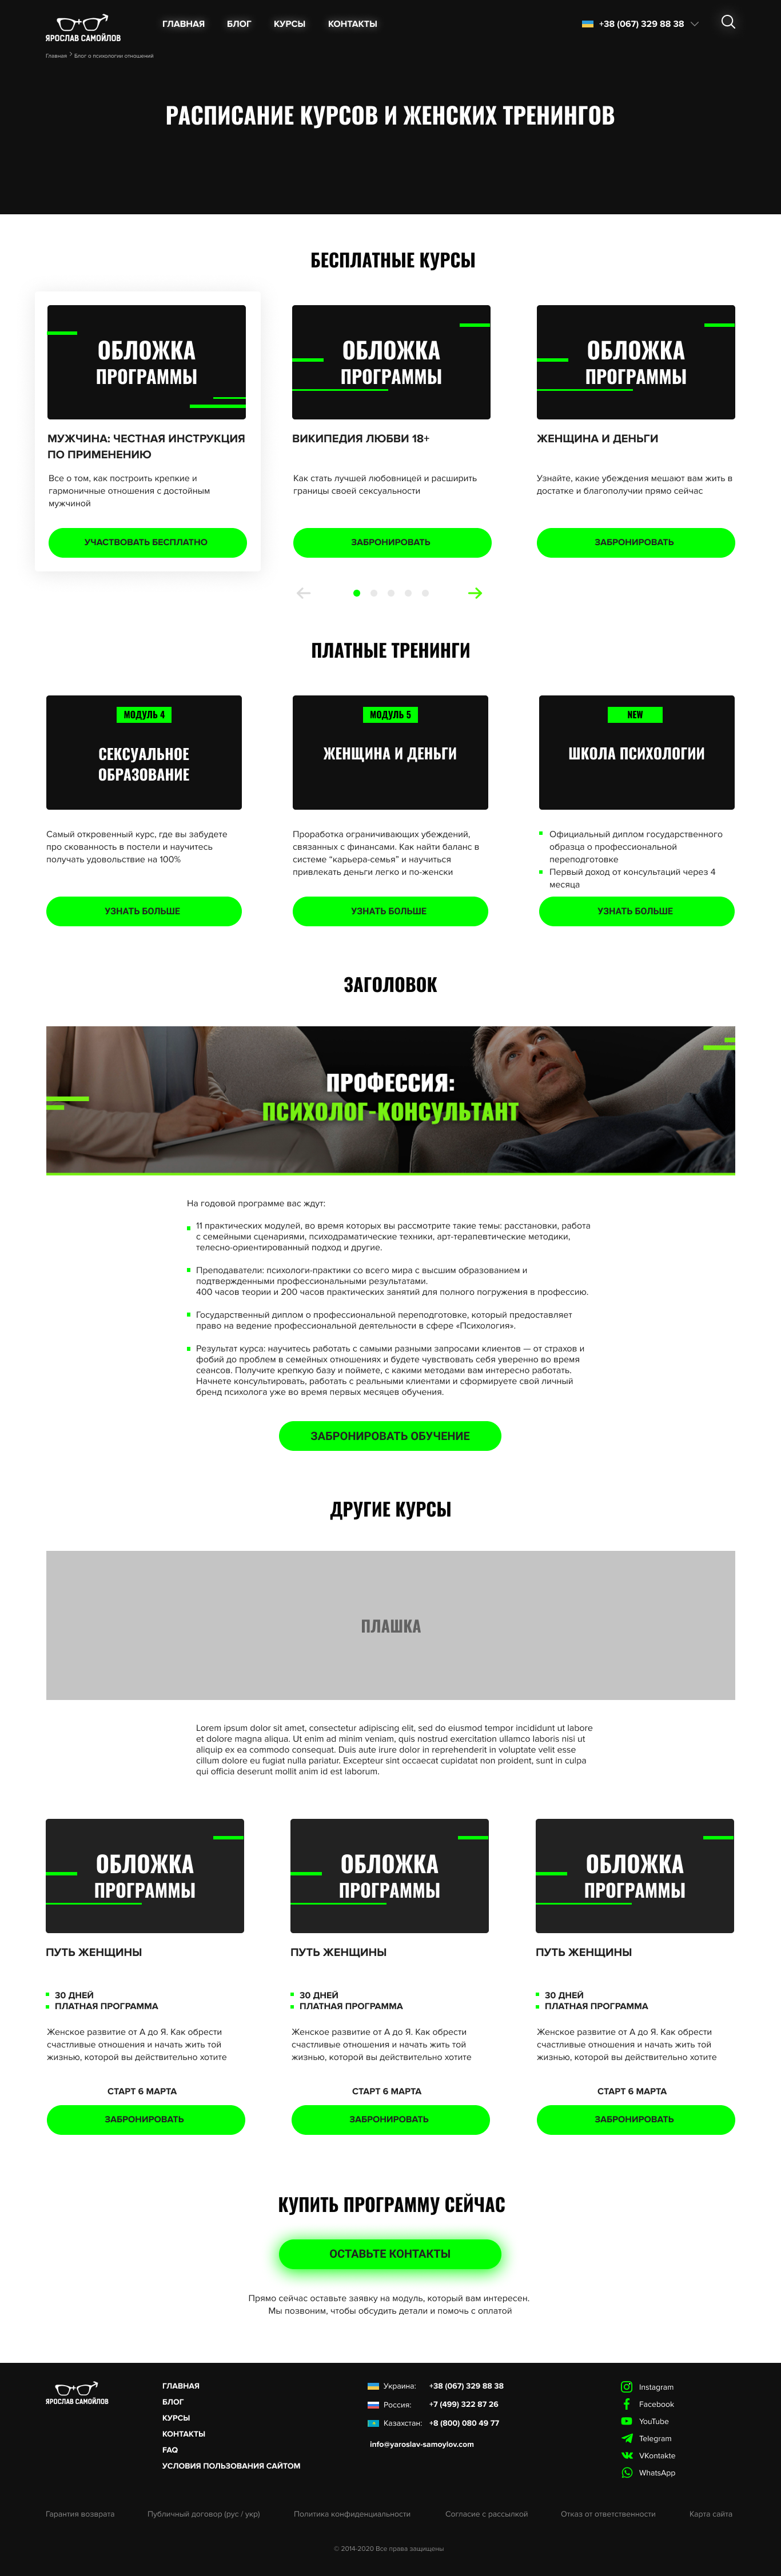 ЯРОСЛАВ САМОЙЛОВ
ГЛАВНАЯ БЛОГ КУРСЫ КОНТАКТЫ
+38 (067) 329 88 38
Главная > Блог о психологии отношений
РАСПИСАНИЕ КУРСОВ И ЖЕНСКИХ ТРЕНИНГОВ
БЕСПЛАТНЫЕ КУРСЫ
ОБЛОЖКА
ПРОГРАММЫ
МУЖЧИНА: ЧЕСТНАЯ ИНСТРУКЦИЯ
ПО ПРИМЕНЕНИЮ
Все о том, как построить крепкие и
гармоничные отношения с достойным
мужчиной
УЧАСТВОВАТЬ БЕСПЛАТНО
ОБЛОЖКА
ПРОГРАММЫ
ВИКИПЕДИЯ ЛЮБВИ 18+
Как стать лучшей любовницей и расширить
границы своей сексуальности
ЗАБРОНИРОВАТЬ
ОБЛОЖКА
ПРОГРАММЫ
ЖЕНЩИНА И ДЕНЬГИ
Узнайте, какие убеждения мешают вам жить в
достатке и благополучии прямо сейчас
ЗАБРОНИРОВАТЬ
ПЛАТНЫЕ ТРЕНИНГИ
МОДУЛЬ 4
СЕКСУАЛЬНОЕ
ОБРАЗОВАНИЕ
Самый откровенный курс, где вы забудете
про скованность в постели и научитесь
получать удовольствие на 100%
УЗНАТЬ БОЛЬШЕ
МОДУЛЬ 5
ЖЕНЩИНА И ДЕНЬГИ
Проработка ограничивающих убеждений,
связанных с финансами. Как найти баланс в
системе “карьера-семья” и научиться
привлекать деньги легко и по-женски
УЗНАТЬ БОЛЬШЕ
NEW
ШКОЛА ПСИХОЛОГИИ
Официальный диплом государственного
образца о профессиональной
переподготовке
Первый доход от консультаций через 4
месяца
УЗНАТЬ БОЛЬШЕ
ЗАГОЛОВОК
ПРОФЕССИЯ:
ПСИХОЛОГ-КОНСУЛЬТАНТ
На годовой программе вас ждут:
11 практических модулей, во время которых вы рассмотрите такие темы: расстановки, работа
с семейными сценариями, психодраматические техники, арт-терапевтические методики,
телесно-ориентированный подход и другие.
Преподаватели: психологи-практики со всего мира с высшим образованием и
подтвержденными профессиональными результатами.
400 часов теории и 200 часов практических занятий для полного погружения в профессию.
Государственный диплом о профессиональной переподготовке, который предоставляет
право на ведение профессиональной деятельности в сфере «Психология».
Результат курса: научитесь работать с самыми разными запросами клиентов — от страхов и
фобий до проблем в семейных отношениях и будете чувствовать себя уверенно во время
сеансов. Получите крепкую базу и поймете, с какими методами вам интересно работать.
Начнете консультировать, работать с реальными клиентами и сформируете свой личный
бренд психолога уже во время первых месяцев обучения.
ЗАБРОНИРОВАТЬ ОБУЧЕНИЕ
ДРУГИЕ КУРСЫ
ПЛАШКА
Lorem ipsum dolor sit amet, consectetur adipiscing elit, sed do eiusmod tempor incididunt ut labore
et dolore magna aliqua. Ut enim ad minim veniam, quis nostrud exercitation ullamco laboris nisi ut
aliquip ex ea commodo consequat. Duis aute irure dolor in reprehenderit in voluptate velit esse
cillum dolore eu fugiat nulla pariatur. Excepteur sint occaecat cupidatat non proident, sunt in culpa
qui officia deserunt mollit anim id est laborum.
ОБЛОЖКА
ПРОГРАММЫ
ПУТЬ ЖЕНЩИНЫ
30 ДНЕЙ
ПЛАТНАЯ ПРОГРАММА
Женское развитие от А до Я. Как обрести
счастливые отношения и начать жить той
жизнью, которой вы действительно хотите
СТАРТ 6 МАРТА
ЗАБРОНИРОВАТЬ
ОБЛОЖКА
ПРОГРАММЫ
ПУТЬ ЖЕНЩИНЫ
30 ДНЕЙ
ПЛАТНАЯ ПРОГРАММА
Женское развитие от А до Я. Как обрести
счастливые отношения и начать жить той
жизнью, которой вы действительно хотите
СТАРТ 6 МАРТА
ЗАБРОНИРОВАТЬ
ОБЛОЖКА
ПРОГРАММЫ
ПУТЬ ЖЕНЩИНЫ
30 ДНЕЙ
ПЛАТНАЯ ПРОГРАММА
Женское развитие от А до Я. Как обрести
счастливые отношения и начать жить той
жизнью, которой вы действительно хотите
СТАРТ 6 МАРТА
ЗАБРОНИРОВАТЬ
КУПИТЬ ПРОГРАММУ СЕЙЧАС
ОСТАВЬТЕ КОНТАКТЫ
Прямо сейчас оставьте заявку на модуль, который вам интересен.
Мы позвоним, чтобы обсудить детали и помочь с оплатой
ЯРОСЛАВ САМОЙЛОВ
ГЛАВНАЯ
БЛОГ
КУРСЫ
КОНТАКТЫ
FAQ
УСЛОВИЯ ПОЛЬЗОВАНИЯ САЙТОМ
Украина: +38 (067) 329 88 38
Россия: +7 (499) 322 87 26
Казахстан: +8 (800) 080 49 77
info@yaroslav-samoylov.com
Instagram
Facebook
YouTube
Telegram
VKontakte
WhatsApp
Гарантия возврата Публичный договор (рус / укр) Политика конфиденциальности Согласие с рассылкой Отказ от ответственности Карта сайта
© 2014-2020 Все права защищены